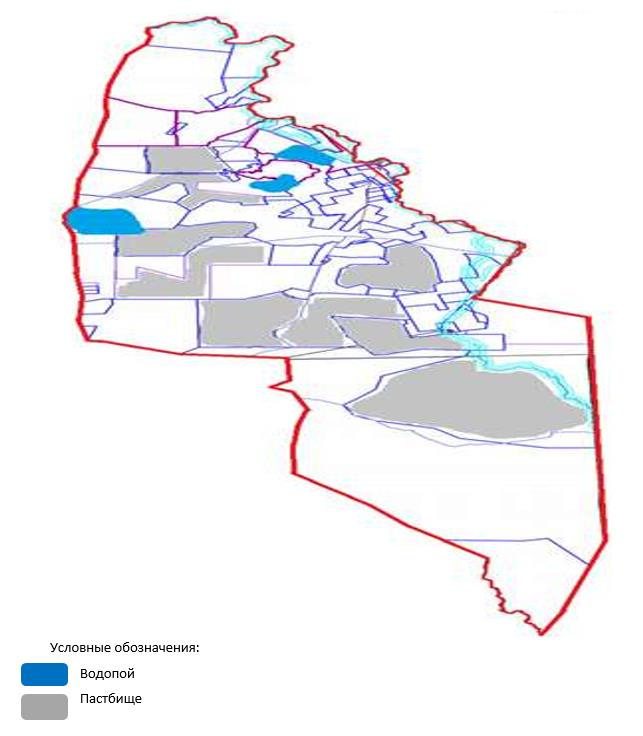 Условные обозначения:
Водопой
Пастбище